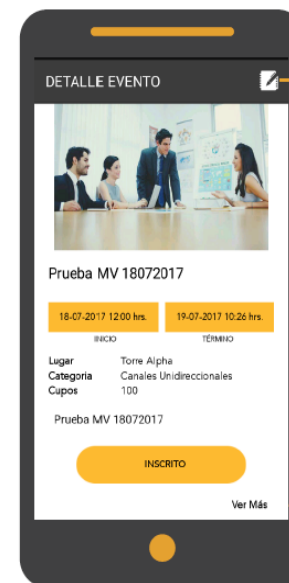 DETALLE EVENTO
Prueba MV 18072017
18-07-2017 12:00 hrs. 19-07-2017 10:26 hrs.
INICIO TÉRMINO
Lugar Torre Alpha
Categoria Canales Unidireccionales
Cupos 100
Prueba MV 18072017
INSCRITO
Ver Más